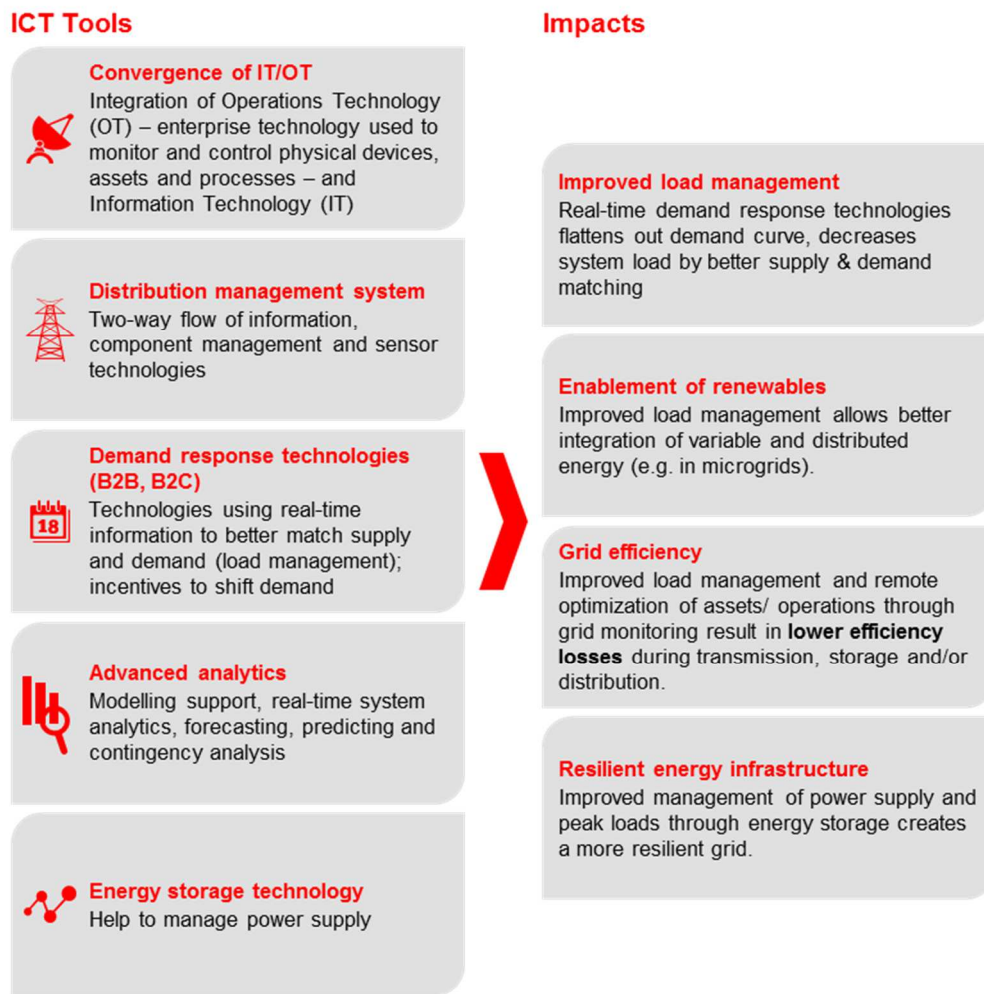 ICT Tools
Convergence of IT/OT
Integration of Operations Technology
(OT) – enterprise technology used to
monitor and control physical devices,
assets and processes – and
Information Technology (IT)
Distribution management system
Two-way flow of information,
component management and sensor
technologies
Demand response technologies
(B2B, B2C)
18
Technologies using real-time
information to better match supply
and demand (load management);
incentives to shift demand
Advanced analytics
Modelling support, real-time system
analytics, forecasting, predicting and
contingency analysis
Energy storage technology
Help to manage power supply
Impacts
Improved load management
Real-time demand response technologies
flattens out demand curve, decreases
system load by better supply & demand
matching
Enablement of renewables
Improved load management allows better
integration of variable and distributed
energy (e.g. in microgrids).
Grid efficiency
Improved load management and remote
optimization of assets/ operations through
grid monitoring result in lower efficiency
losses during transmission, storage and/or
distribution.
Resilient energy infrastructure
Improved management of power supply and
peak loads through energy storage creates
a more resilient grid.